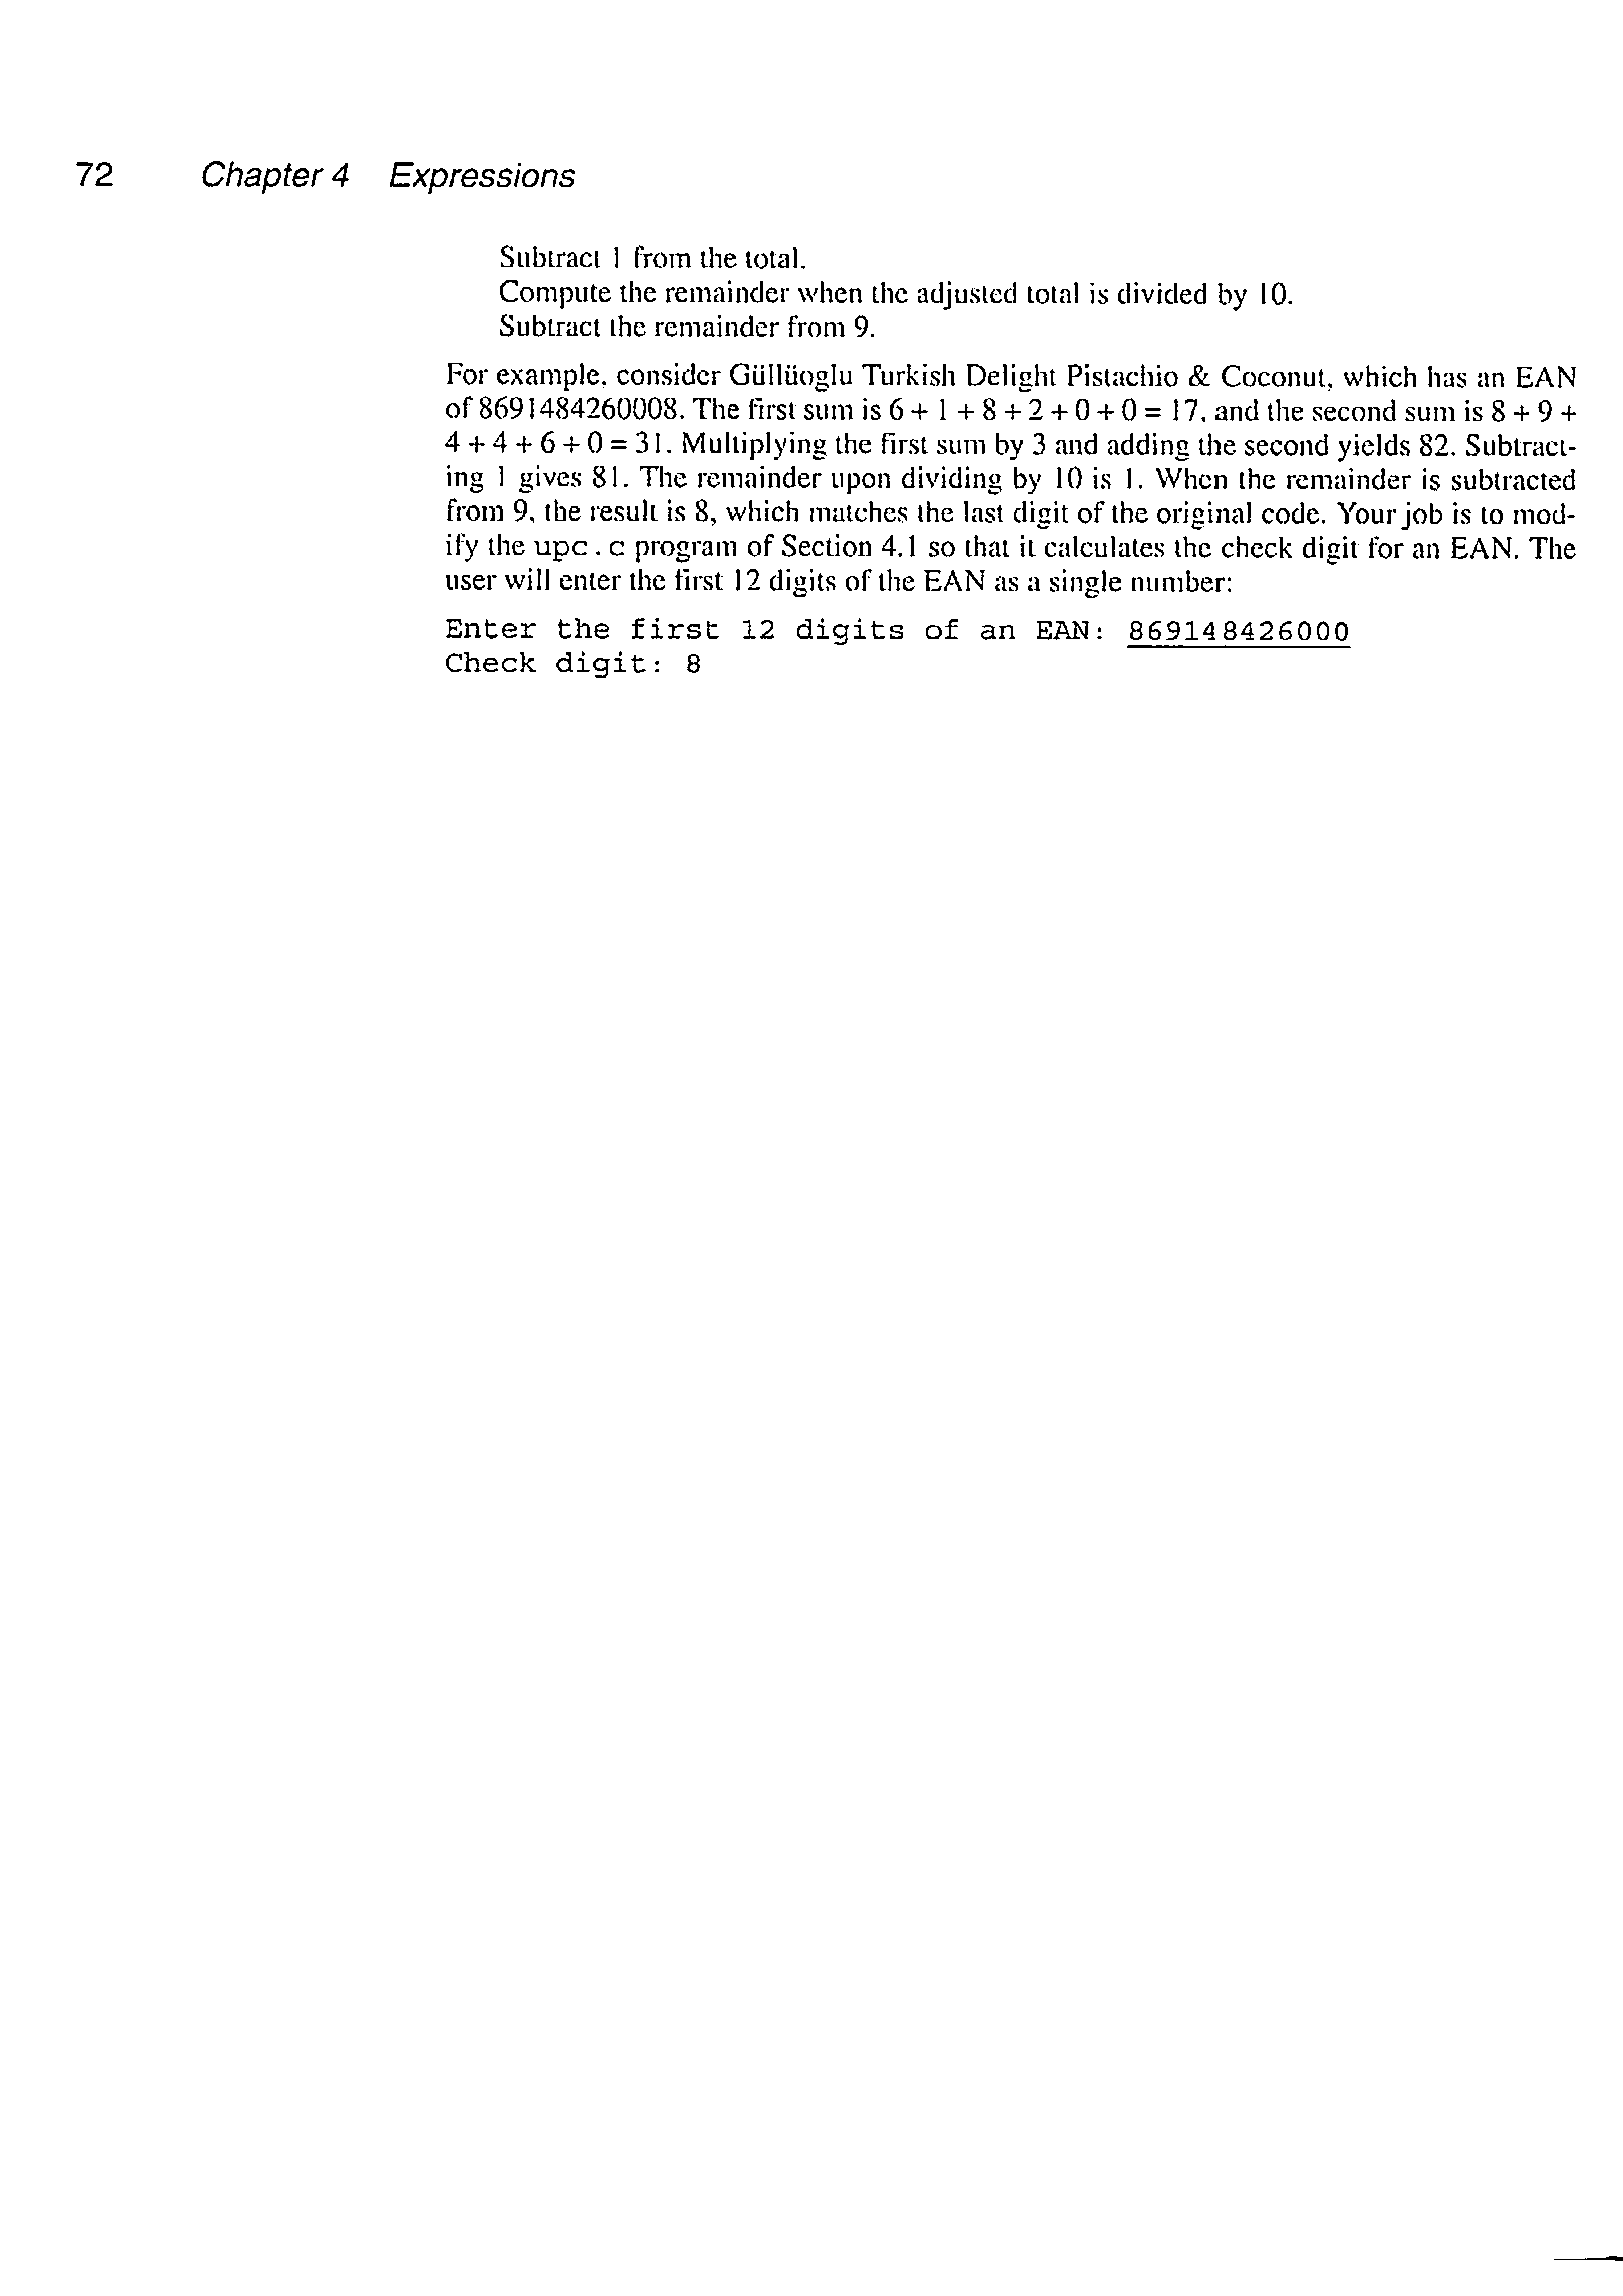 72 Chapter 4 Expressions
Subtract 1 from the total.
Compute the remainder when the adjusted total is divided by 10.
Subtract the remainder from 9.
For example, consider Güllüoglu Turkish Delight Pistachio & Coconut, which has an EAN
of 8691484260008. The first sum is 6 + 1 + 8 + 2 + 0 + 0 = 17, and the second sum is 8 + 9 +
4 + 4 + 6 + 0 = 31. Multiplying the first sum by 3 and adding the second yields 82. Subtract-
ing 1 gives 81. The remainder upon dividing by 10 is 1. When the remainder is subtracted
from 9, the result is 8, which matches the last digit of the original code. Your job is to mod-
ify the upc.c program of Section 4.1 so that it calculates the check digit for an EAN. The
user will enter the first 12 digits of the EAN as a single number:
Enter the first 12 digits of an EAN: 869148426000
Check digit: 8